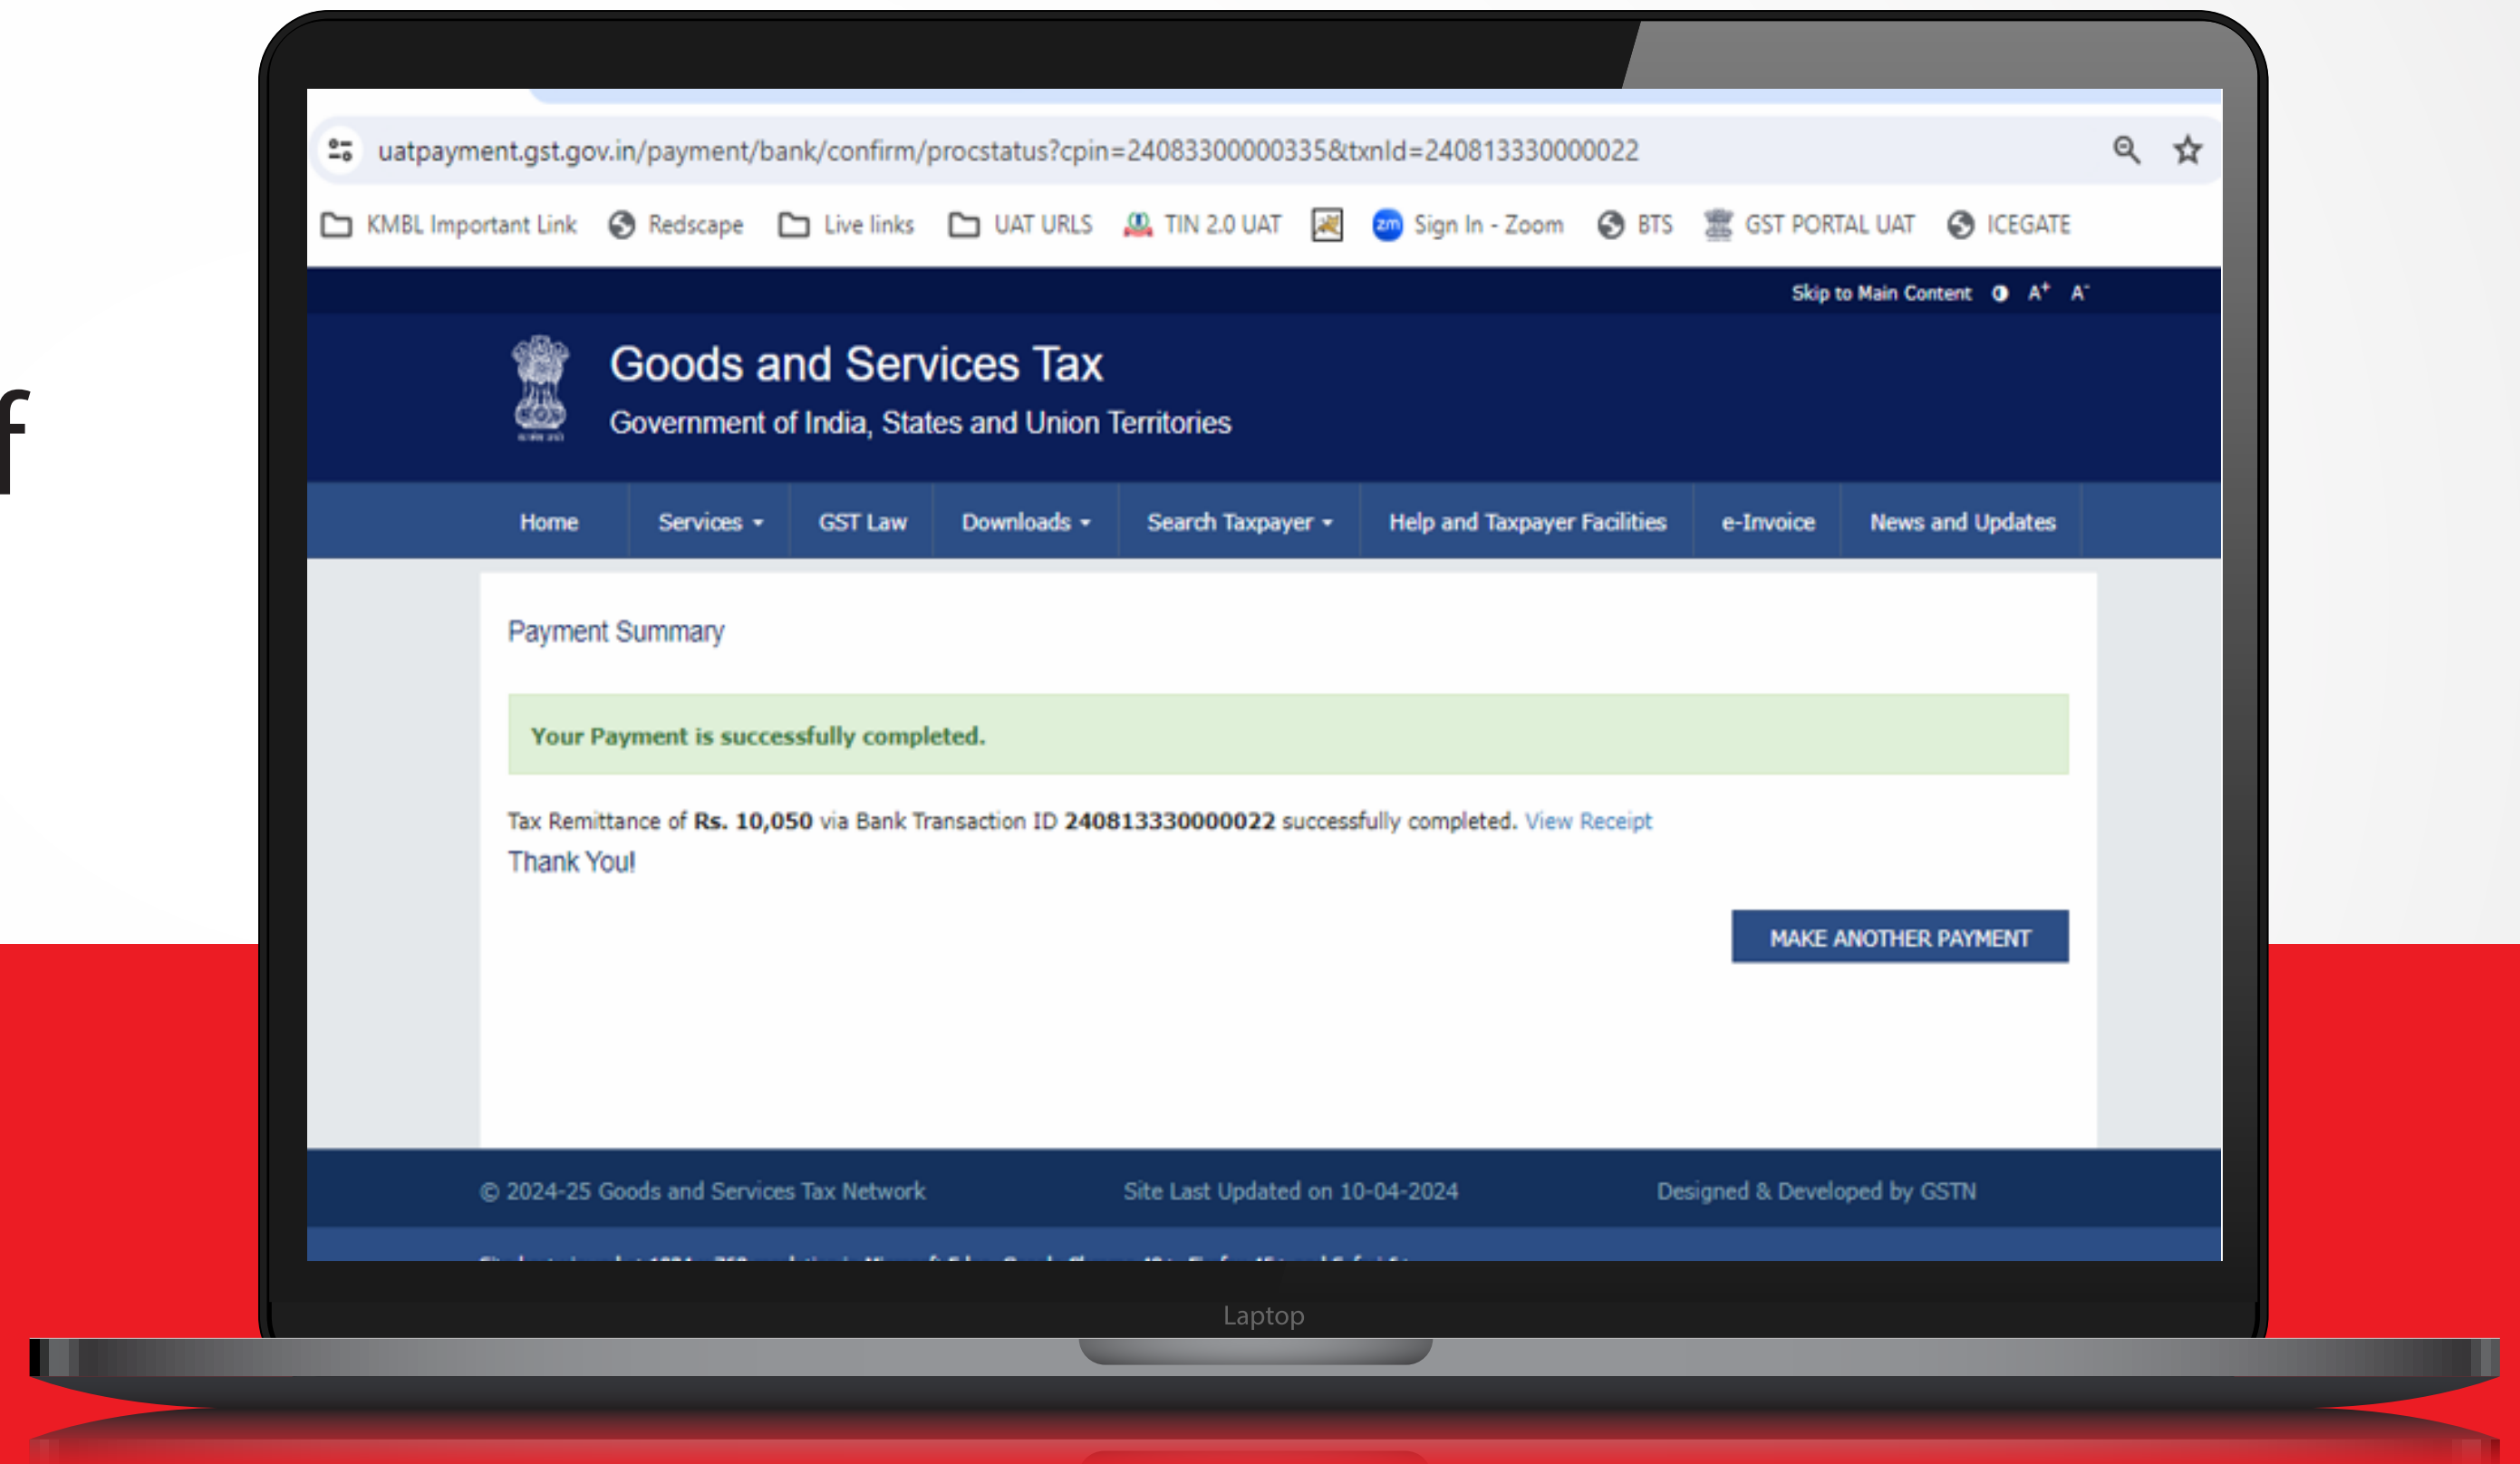 f
uatpayment.gst.gov.in/payment/bank/confirm/procstatus?cpin=24083300000335&txnId=240813330000022
KMBL Important Link Redscape Live links UAT URLS TIN 2.0 UAT zm Sign In - Zoom BTS GST PORTAL UAT ICEGATE
Skip to Main Content A+ A-
Goods and Services Tax
Government of India, States and Union Territories
Home Services GST Law Downloads Search Taxpayer Help and Taxpayer Facilities e-Invoice News and Updates
Payment Summary
Your Payment is successfully completed.
Tax Remittance of Rs. 10,050 via Bank Transaction ID 240813330000022 successfully completed. View Receipt
Thank You!
MAKE ANOTHER PAYMENT
© 2024-25 Goods and Services Tax Network Site Last Updated on 10-04-2024 Designed & Developed by GSTN
Laptop